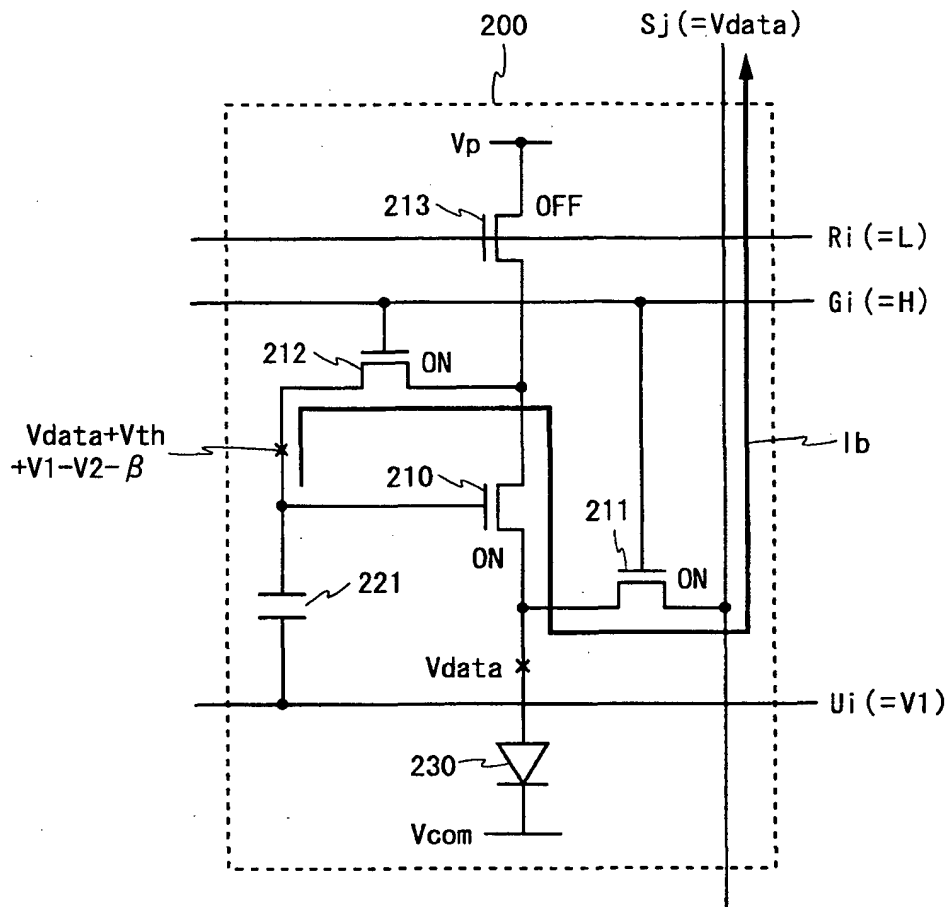 200
Sj(=Vdata)
Vp
213
OFF
Ri(=L)
Gi(=H)
212
ON
Vdata+Vth
+V1-V2-β
Ib
210
211
ON
ON
221
Vdata
Ui(=V1)
230
Vcom